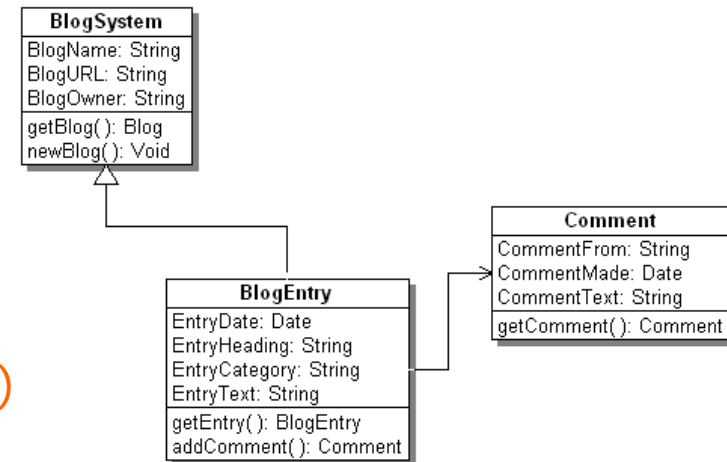 BlogSystem
BlogName: String
BlogURL: String
BlogOwner: String
getBlog( ): Blog
newBlog( ): Void
Comment
CommentFrom: String
CommentMade: Date
CommentText: String
getComment( ): Comment
BlogEntry
EntryDate: Date
EntryHeading: String
EntryCategory: String
EntryText: String
getEntry( ): BlogEntry
addComment( ): Comment
)